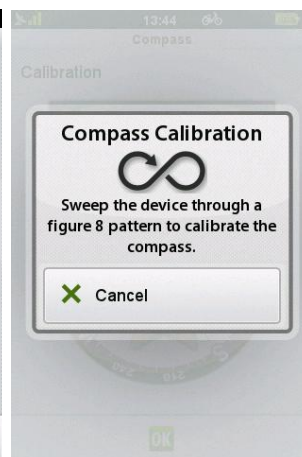 13:44
Compass
Calibration
Compass Calibration
Sweep the device through a
figure 8 pattern to calibrate the
compass.
Cancel
OK